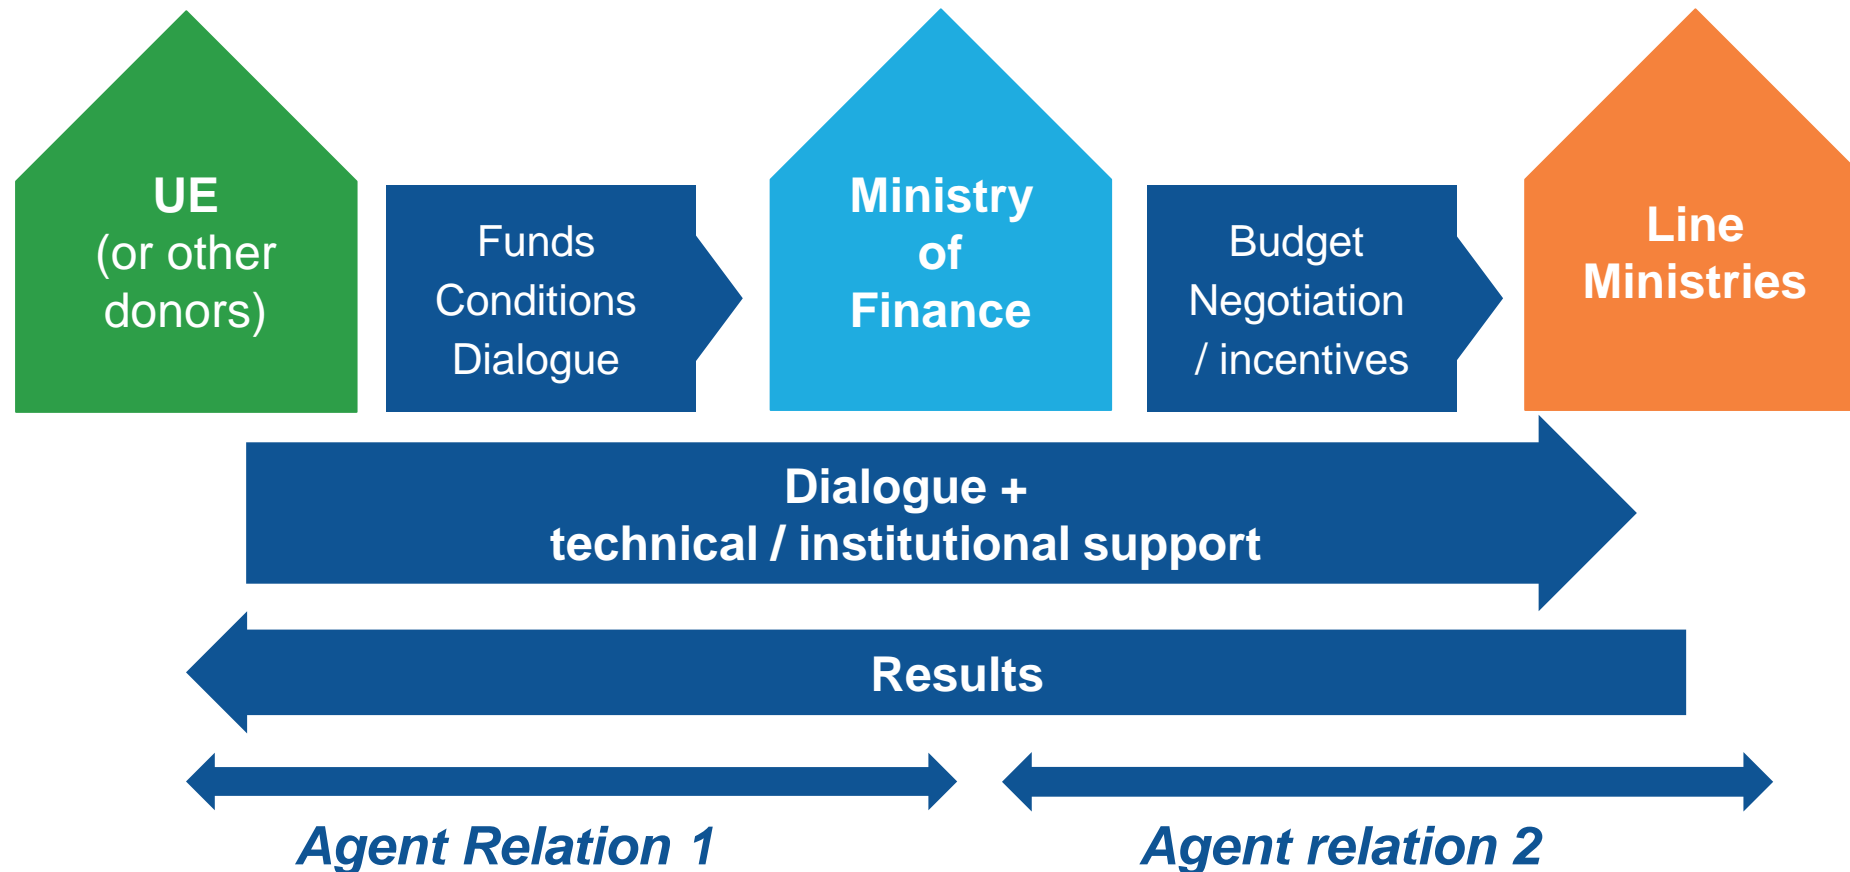 UE
(or other
donors)
Funds
Conditions
Dialogue
Ministry
of
Finance
Budget
Negotiation
/ incentives
Line
Ministries
Dialogue +
technical / institutional support
Results
Agent Relation 1
Agent relation 2